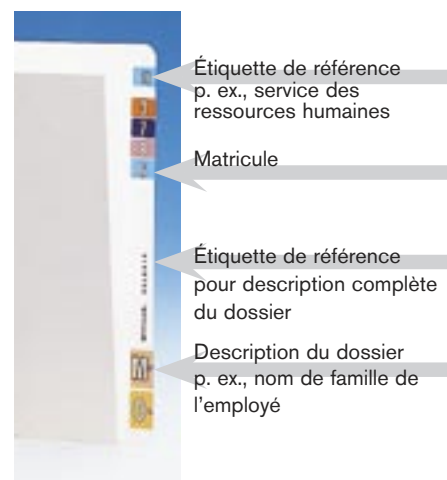 Étiquette de référence
p. ex., service des
ressources humaines
Matricule
Étiquette de référence
pour description complète
du dossier
Description du dossier
p. ex., nom de famille de
l'employé
M